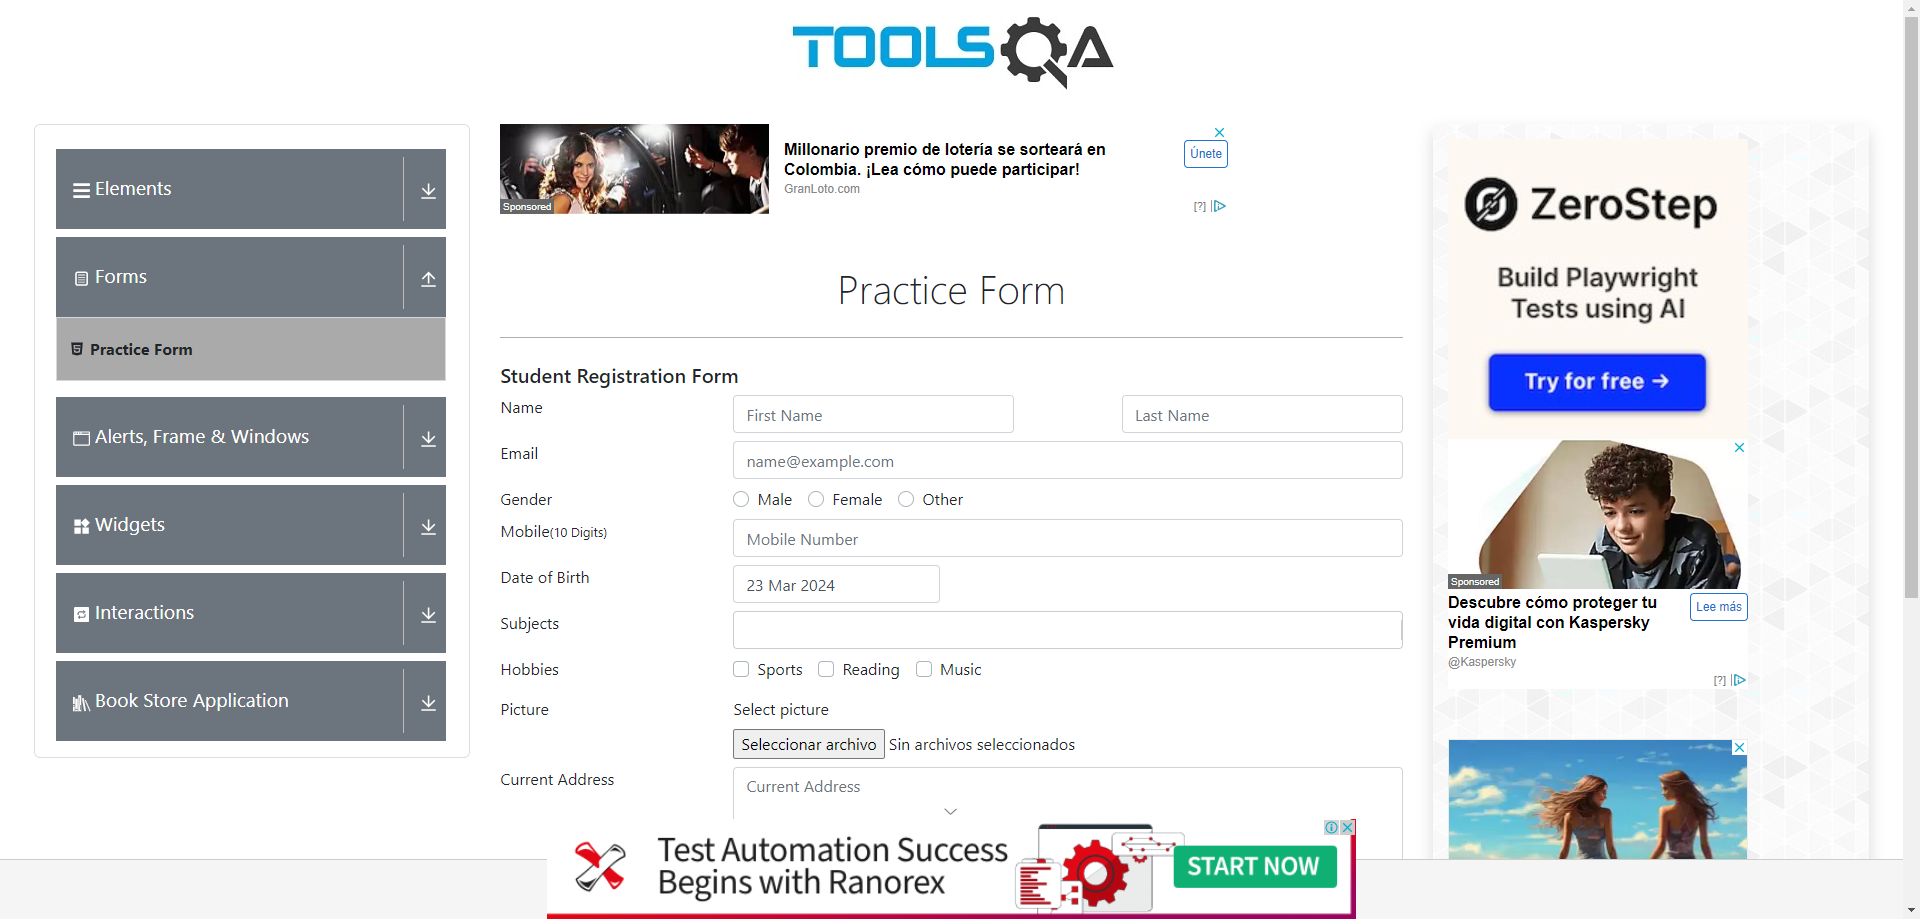 TOOLSQA
Elements
Forms
Practice Form
Alerts, Frame & Windows
Widgets
Interactions
Book Store Application
Sponsored
Millonario premio de lotería se sorteará en
Colombia. ¡Lea cómo puede participar!
GranLoto.com
Únete
[?]
Practice Form
Student Registration Form
Name
First Name
Last Name
Email
name@example.com
Gender
Male
Female
Other
Mobile(10 Digits)
Mobile Number
Date of Birth
23 Mar 2024
Subjects
Hobbies
Sports
Reading
Music
Picture
Select picture
Seleccionar archivo
Sin archivos seleccionados
Current Address
Current Address
Test Automation Success
Begins with Ranorex
START NOW
ZeroStep
Build Playwright
Tests using AI
Try for free →
Sponsored
Descubre cómo proteger tu
vida digital con Kaspersky
Premium
@Kaspersky
Lee más
[?]